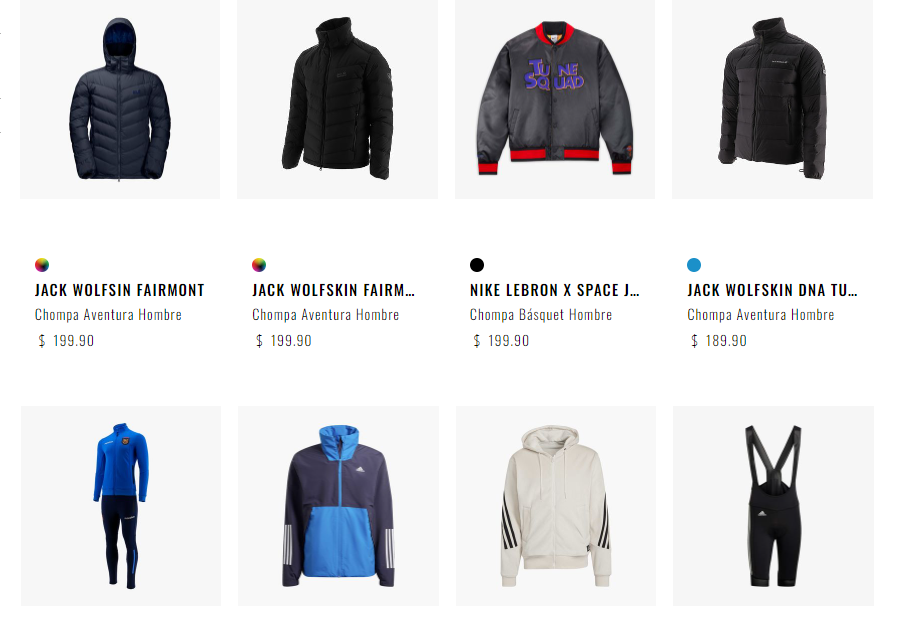 TUNE
SQUAD
JACK WOLFSIN FAIRMONT
Chompa Aventura Hombre
$ 199.90
JACK WOLFSKIN FAIRM...
Chompa Aventura Hombre
$ 199.90
NIKE LEBRON X SPACE J...
Chompa Básquet Hombre
$ 199.90
JACK WOLFSKIN DNA TU...
Chompa Aventura Hombre
$ 189.90